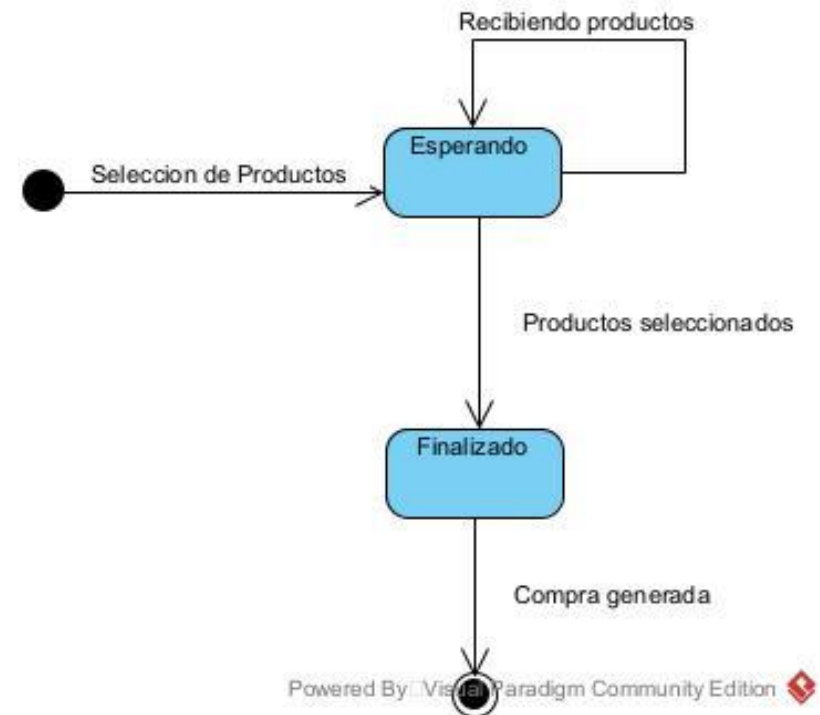 Recibiendo productos
Esperando
Seleccion de Productos
Productos seleccionados
Finalizado
Compra generada
Powered By Visual Paradigm Community Edition